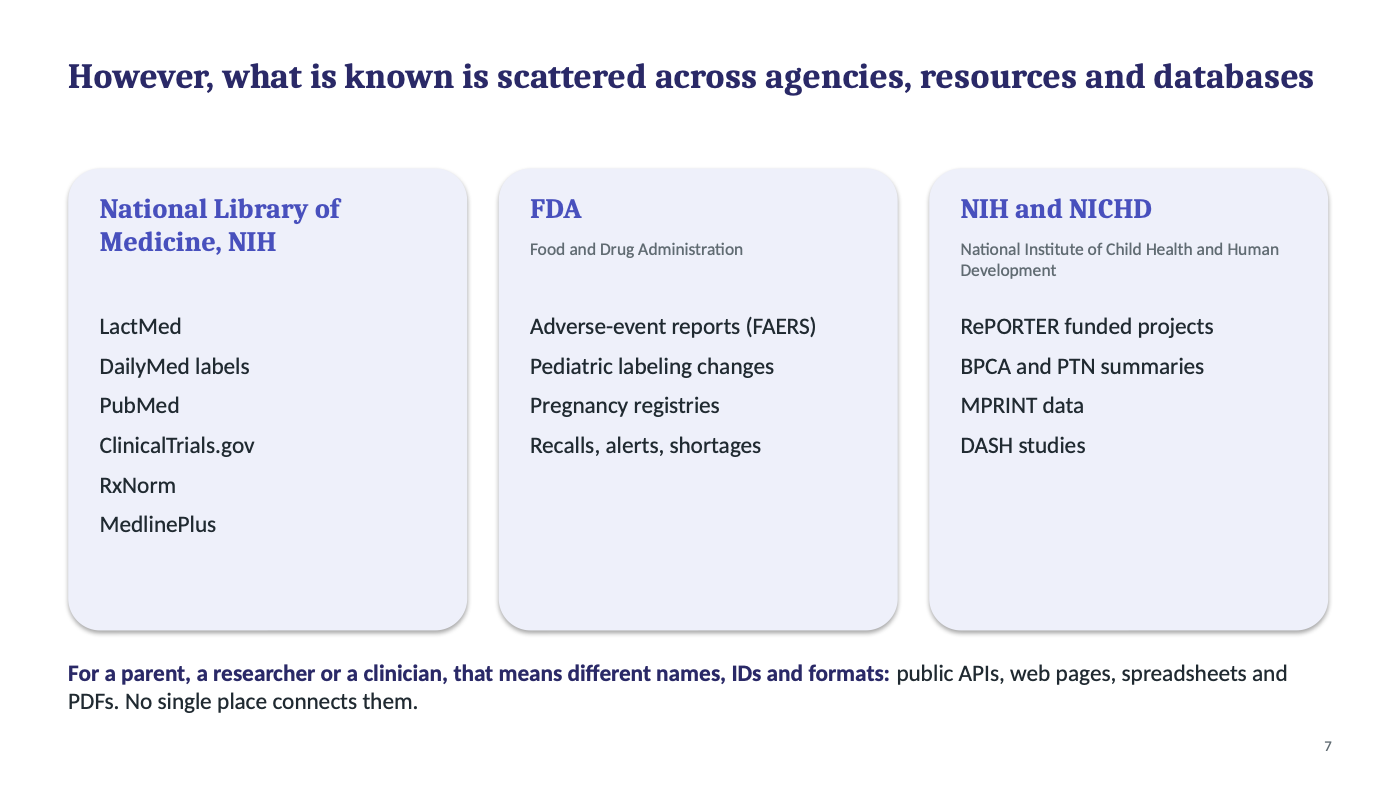 However, what is known is scattered across agencies, resources and databases
National Library of
Medicine, NIH
LactMed
DailyMed labels
PubMed
ClinicalTrials.gov
RxNorm
MedlinePlus
FDA
Food and Drug Administration
Adverse-event reports (FAERS)
Pediatric labeling changes
Pregnancy registries
Recalls, alerts, shortages
NIH and NICHD
National Institute of Child Health and Human
Development
RePORTER funded projects
BPCA and PTN summaries
MPRINT data
DASH studies
For a parent, a researcher or a clinician, that means different names, IDs and formats: public APIs, web pages, spreadsheets and
PDFs. No single place connects them.
7